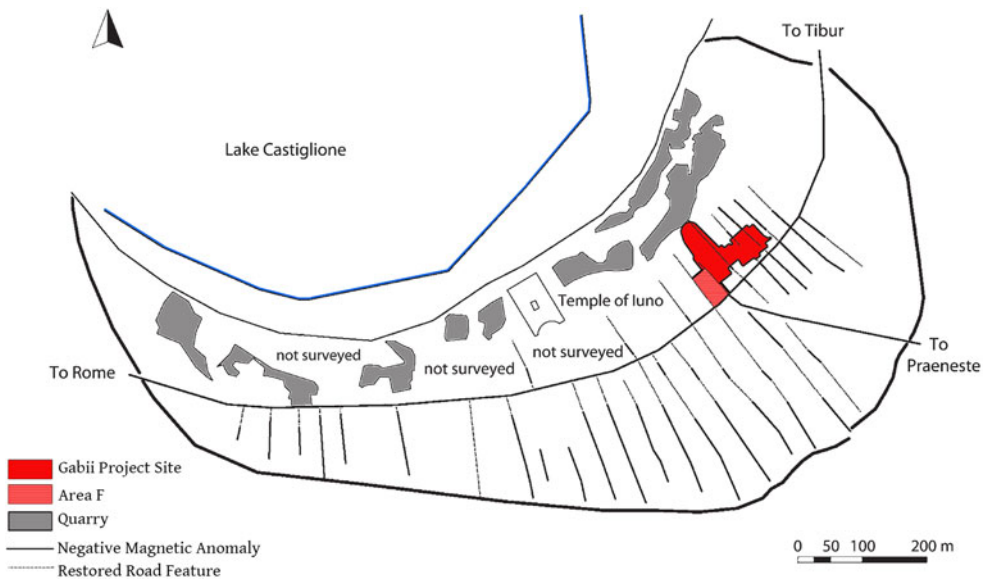 To Tibur
Lake Castiglione
Temple of Iuno
not surveyed
not surveyed
not surveyed
To
Praeneste
To Rome
Gabii Project Site
Area F
Quarry
Negative Magnetic Anomaly
Restored Road Feature
0 50 100 200 m